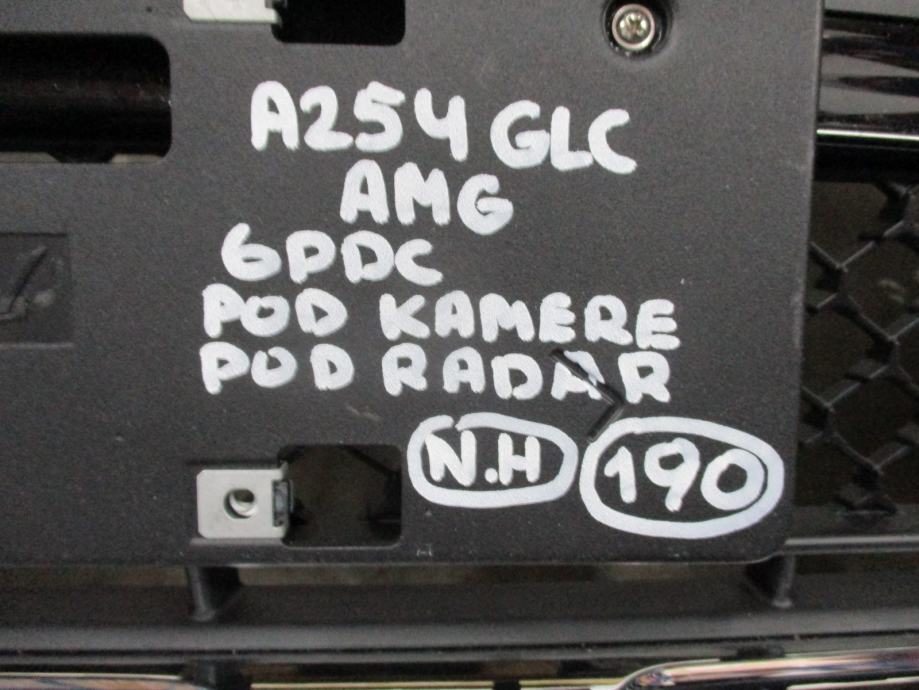 A254 GLC
AMG
6PDC
POD KAMERE
POD RADAR
N.H 190